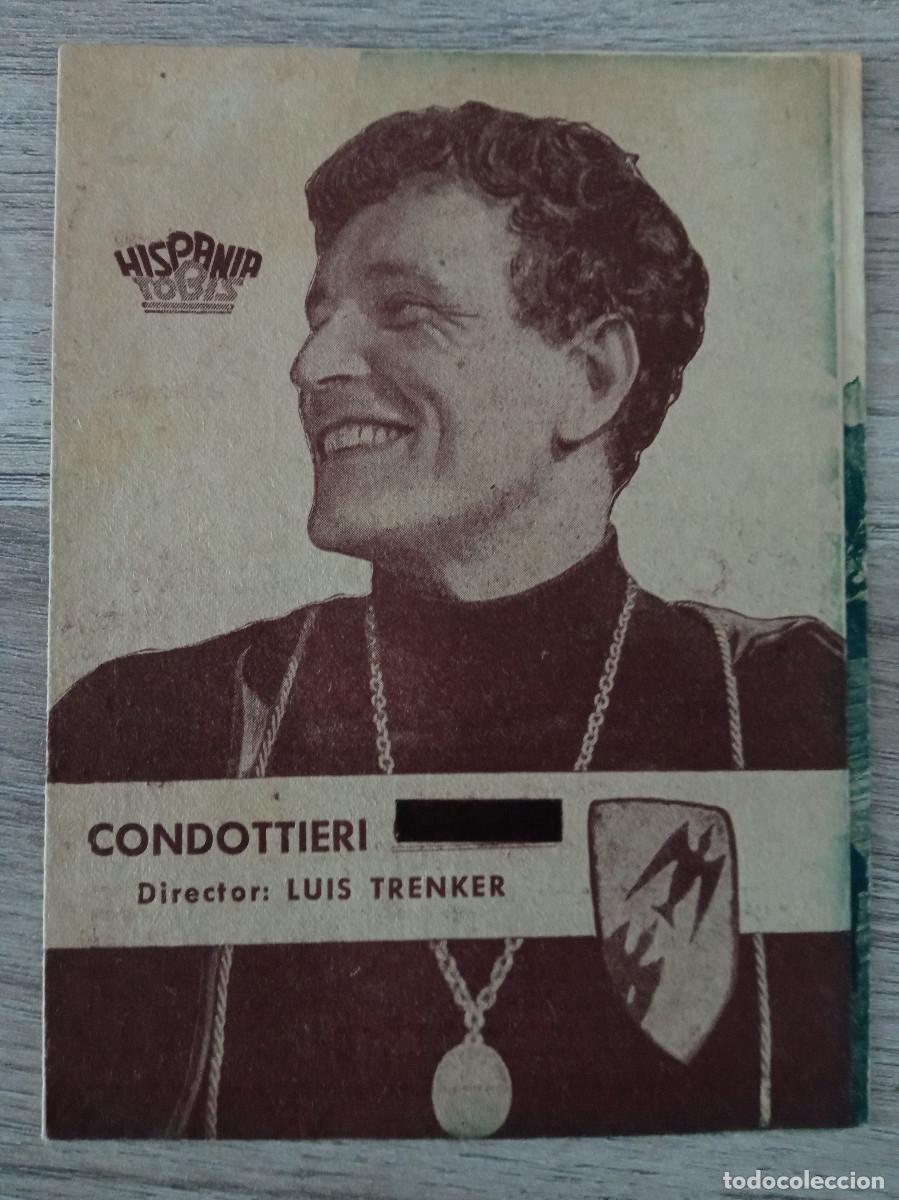 HISPANIA
TOBIS
CONDOTTIERI
Director: LUIS TRENKER
todocoleccion